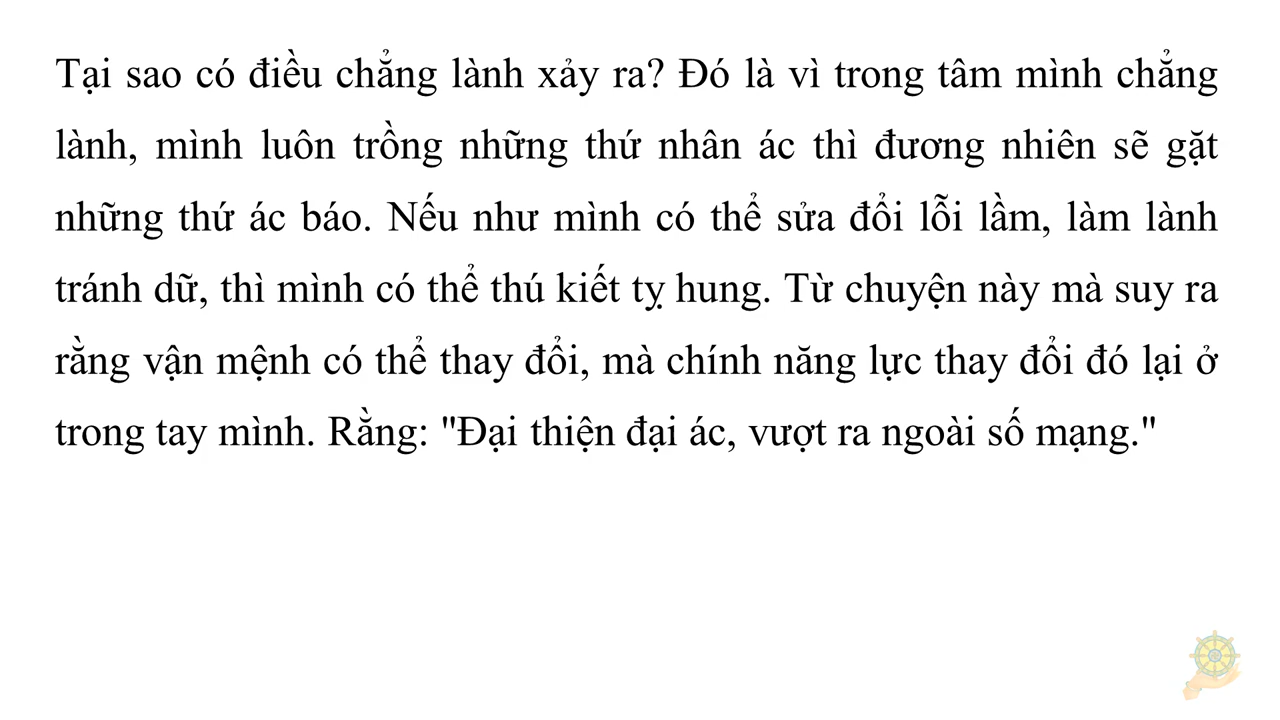 Tại sao có điều chẳng lành xảy ra? Đó là vì trong tâm mình chẳng
lành, mình luôn trồng những thứ nhân ác thì đương nhiên sẽ gặt
những thứ ác báo. Nếu như mình có thể sửa đổi lỗi lầm, làm lành
tránh dữ, thì mình có thể thú kiết tỵ hung. Từ chuyện này mà suy ra
rằng vận mệnh có thể thay đổi, mà chính năng lực thay đổi đó lại ở
trong tay mình. Rằng: "Đại thiện đại ác, vượt ra ngoài số mạng."